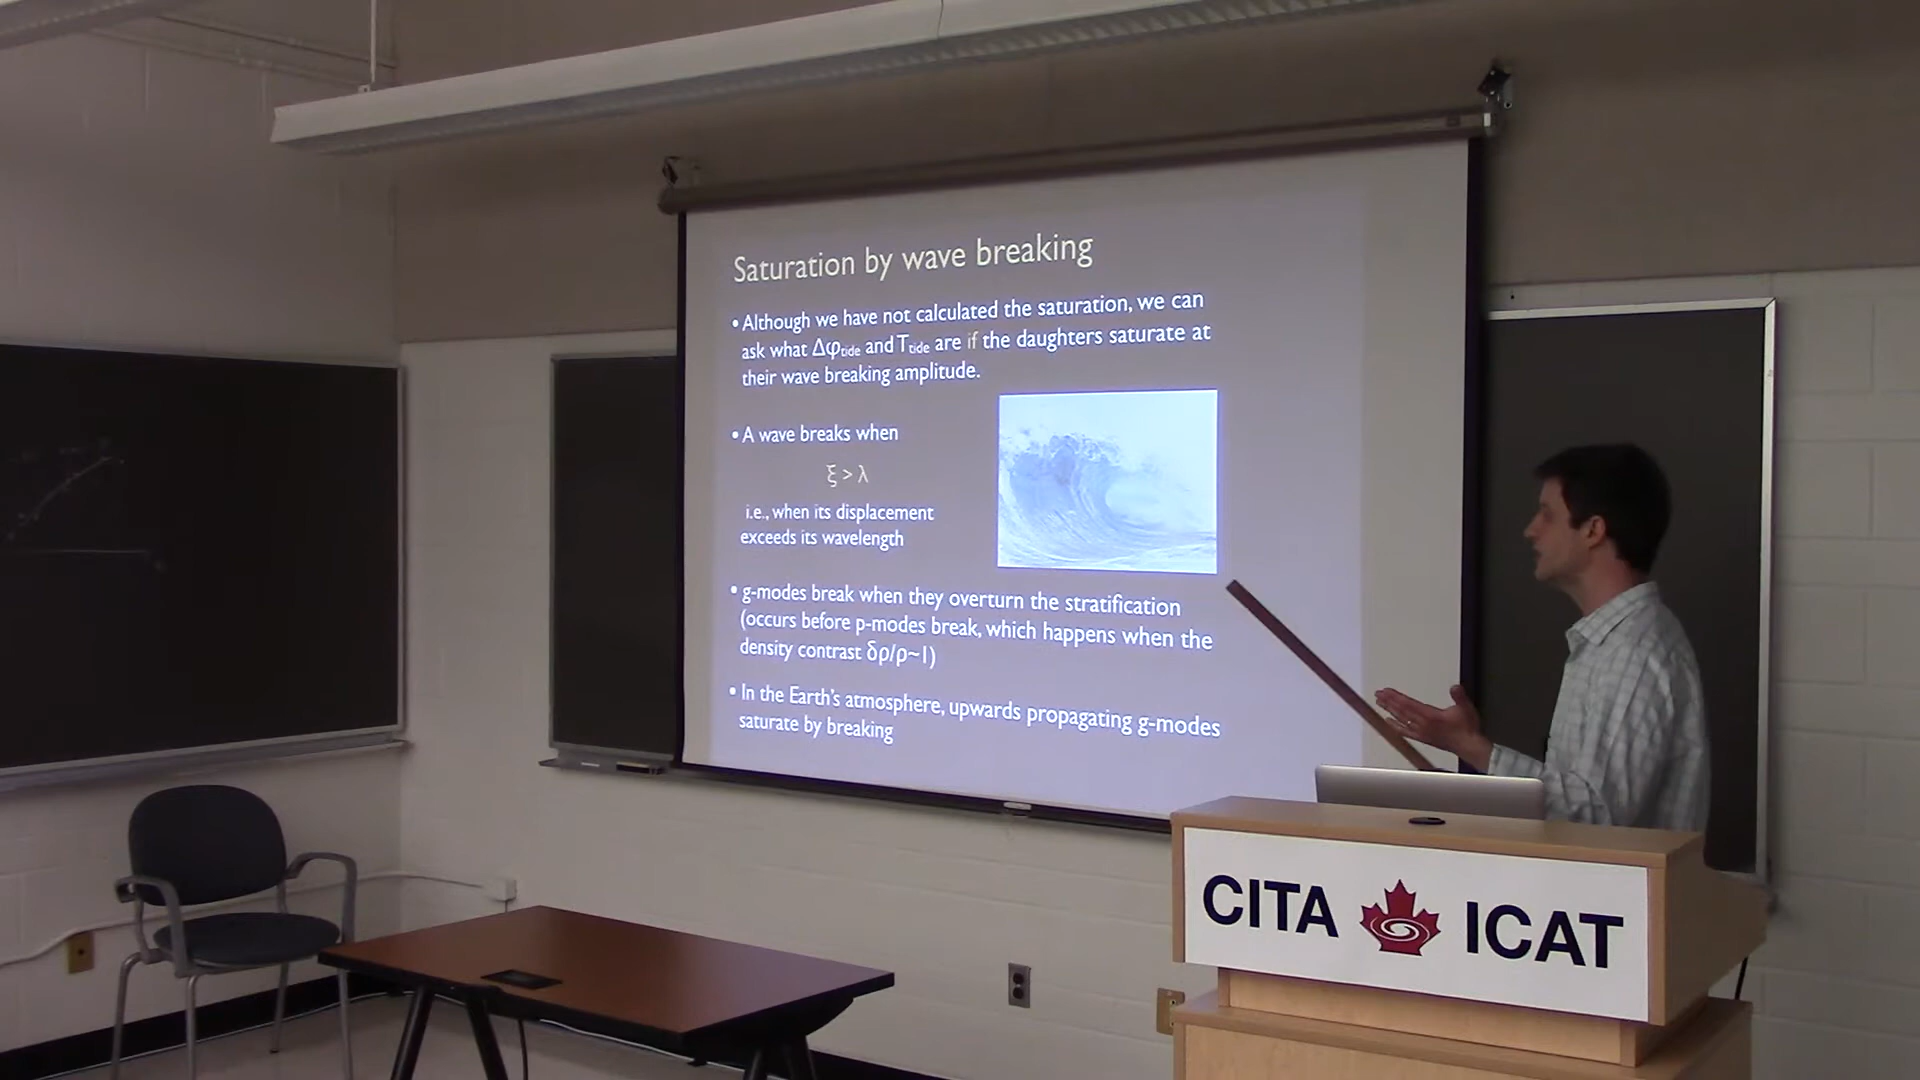 Saturation by wave breaking
• Although we have not calculated the saturation, we can
ask what Δφtide and Ttide are if the daughters saturate at
their wave breaking amplitude.
• A wave breaks when
ξ > λ
i.e., when its displacement
exceeds its wavelength
• g-modes break when they overturn the stratification
(occurs before p-modes break, which happens when the
density contrast δρ/ρ~1)
• In the Earth's atmosphere, upwards propagating g-modes
saturate by breaking
CITA ICAT